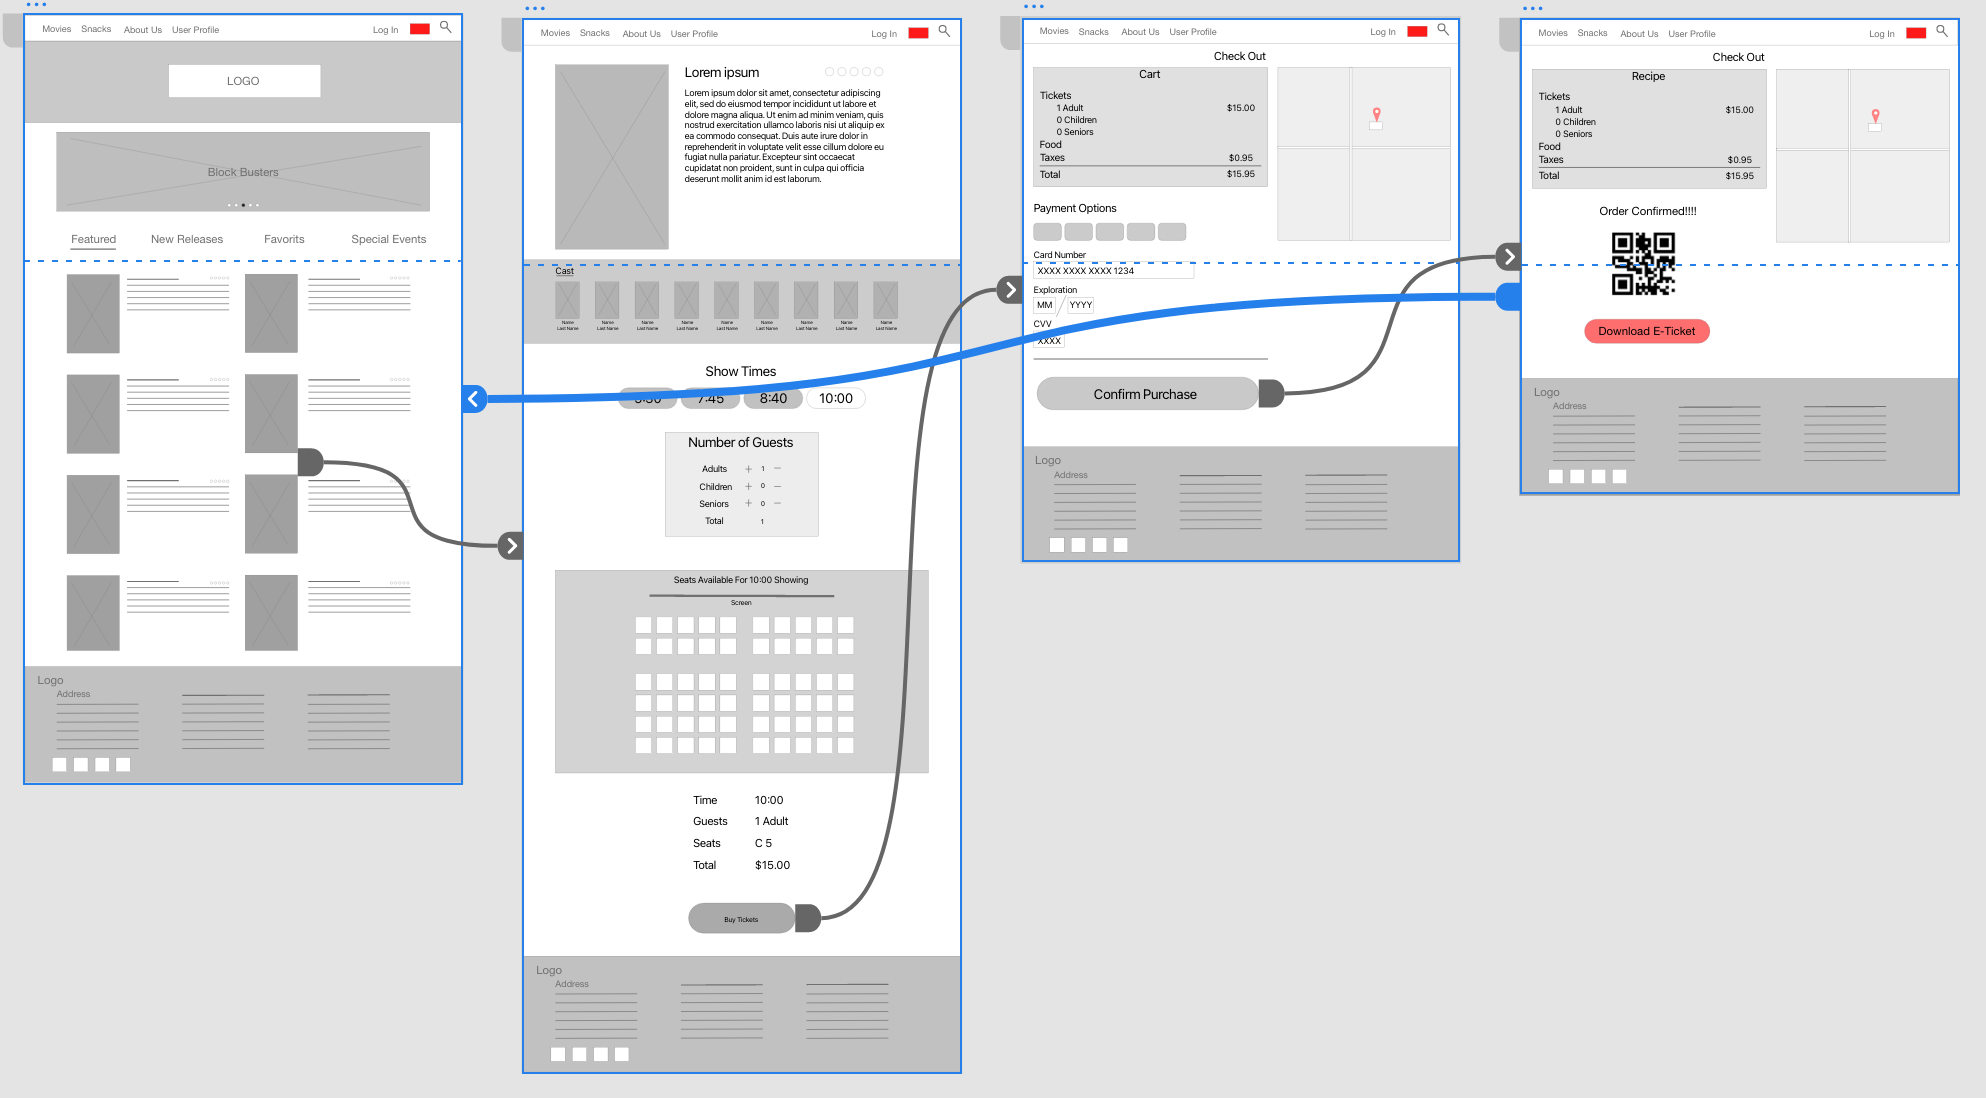 Movies Snacks About Us User Profile Log In
LOGO
Block Busters
Featured New Releases Favorits Special Events
Logo
Address
Movies Snacks About Us User Profile Log In
Lorem ipsum
Lorem ipsum dolor sit amet, consectetur adipiscing
elit, sed do eiusmod tempor incididunt ut labore et
dolore magna aliqua. Ut enim ad minim veniam, quis
nostrud exercitation ullamco laboris nisi ut aliquip ex
ea commodo consequat. Duis aute irure dolor in
reprehenderit in voluptate velit esse cillum dolore eu
fugiat nulla pariatur. Excepteur sint occaecat
cupidatat non proident, sunt in culpa qui officia
deserunt mollit anim id est laborum.
Cast
Name Name Name Name Name Name Name Name Name
Last Name Last Name Last Name Last Name Last Name Last Name Last Name Last Name Last Name
Show Times
7:45 8:40 10:00
Number of Guests
Adults + 1 −
Children + 0 −
Seniors + 0 −
Total 1
Seats Available For 10:00 Showing
Screen
Time 10:00
Guests 1 Adult
Seats C 5
Total $15.00
Buy Tickets
Logo
Address
Movies Snacks About Us User Profile Log In
Check Out
Cart
Tickets
1 Adult $15.00
0 Children
0 Seniors
Food
Taxes $0.95
Total $15.95
Payment Options
Card Number
XXXX XXXX XXXX 1234
Exploration
MM / YYYY
CVV
XXXX
Confirm Purchase
Logo
Address
Movies Snacks About Us User Profile Log In
Check Out
Recipe
Tickets
1 Adult $15.00
0 Children
0 Seniors
Food
Taxes $0.95
Total $15.95
Order Confirmed!!!!
Download E-Ticket
Logo
Address